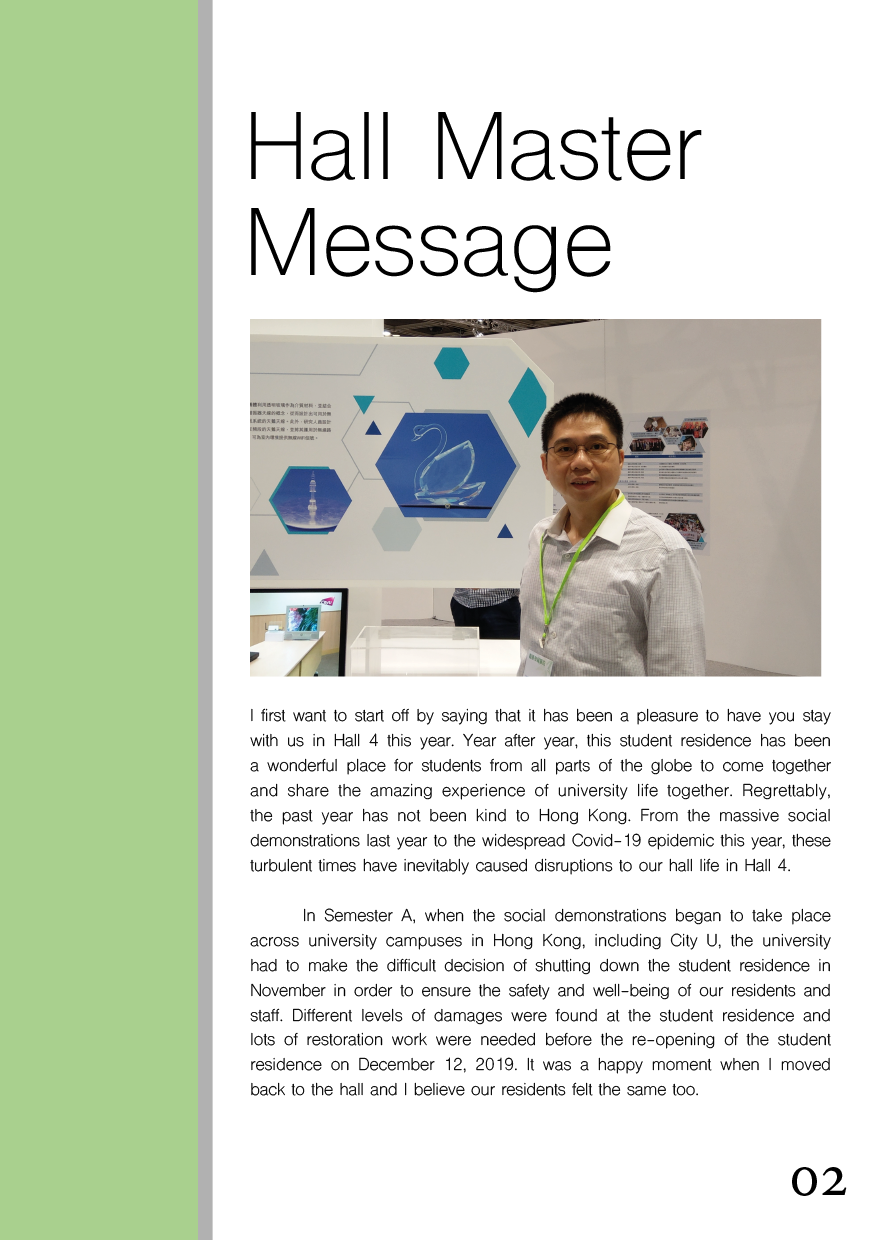 Hall Master
Message
I first want to start off by saying that it has been a pleasure to have you stay
with us in Hall 4 this year. Year after year, this student residence has been
a wonderful place for students from all parts of the globe to come together
and share the amazing experience of university life together. Regrettably,
the past year has not been kind to Hong Kong. From the massive social
demonstrations last year to the widespread Covid-19 epidemic this year, these
turbulent times have inevitably caused disruptions to our hall life in Hall 4.
In Semester A, when the social demonstrations began to take place
across university campuses in Hong Kong, including City U, the university
had to make the difficult decision of shutting down the student residence in
November in order to ensure the safety and well-being of our residents and
staff. Different levels of damages were found at the student residence and
lots of restoration work were needed before the re-opening of the student
residence on December 12, 2019. It was a happy moment when I moved
back to the hall and I believe our residents felt the same too.
02